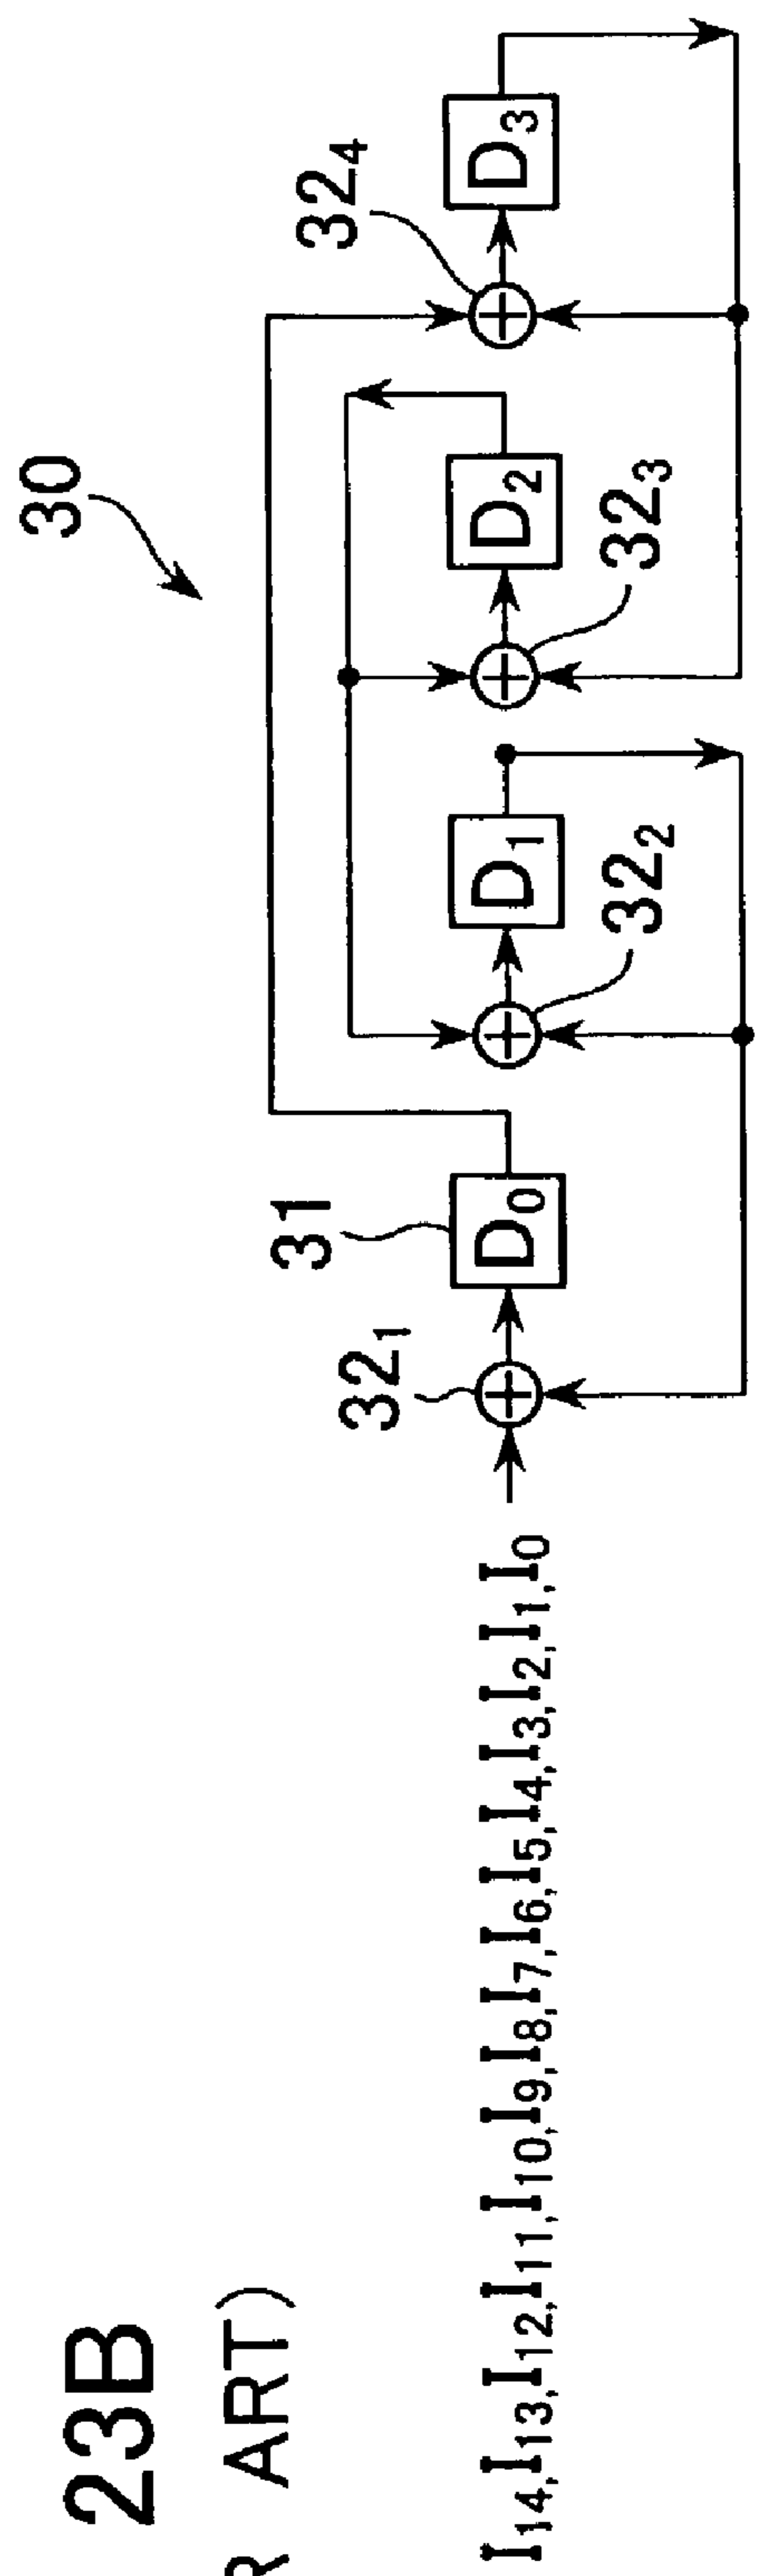 23B
R ART)
30
32₄
D₃
D₂
32₃
D₁
32₂
31
D₀
32₁
I₁₄,I₁₃,I₁₂,I₁₁,I₁₀,I₉,I₈,I₇,I₆,I₅,I₄,I₃,I₂,I₁,I₀